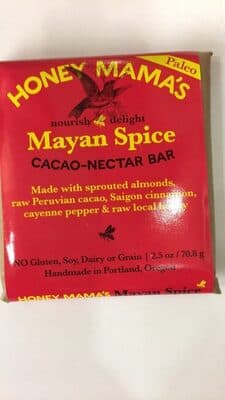 HONEY MAMA'S
Paleo
nourish & delight
Mayan Spice
CACAO-NECTAR BAR
Made with sprouted almonds,
raw Peruvian cacao, Saigon cinnamon,
cayenne pepper & raw local honey
NO Gluten, Soy, Dairy or Grain | 2.5 oz / 70.8 g
Handmade in Portland, Oregon
HONEY MAMA'S Mayan Spice